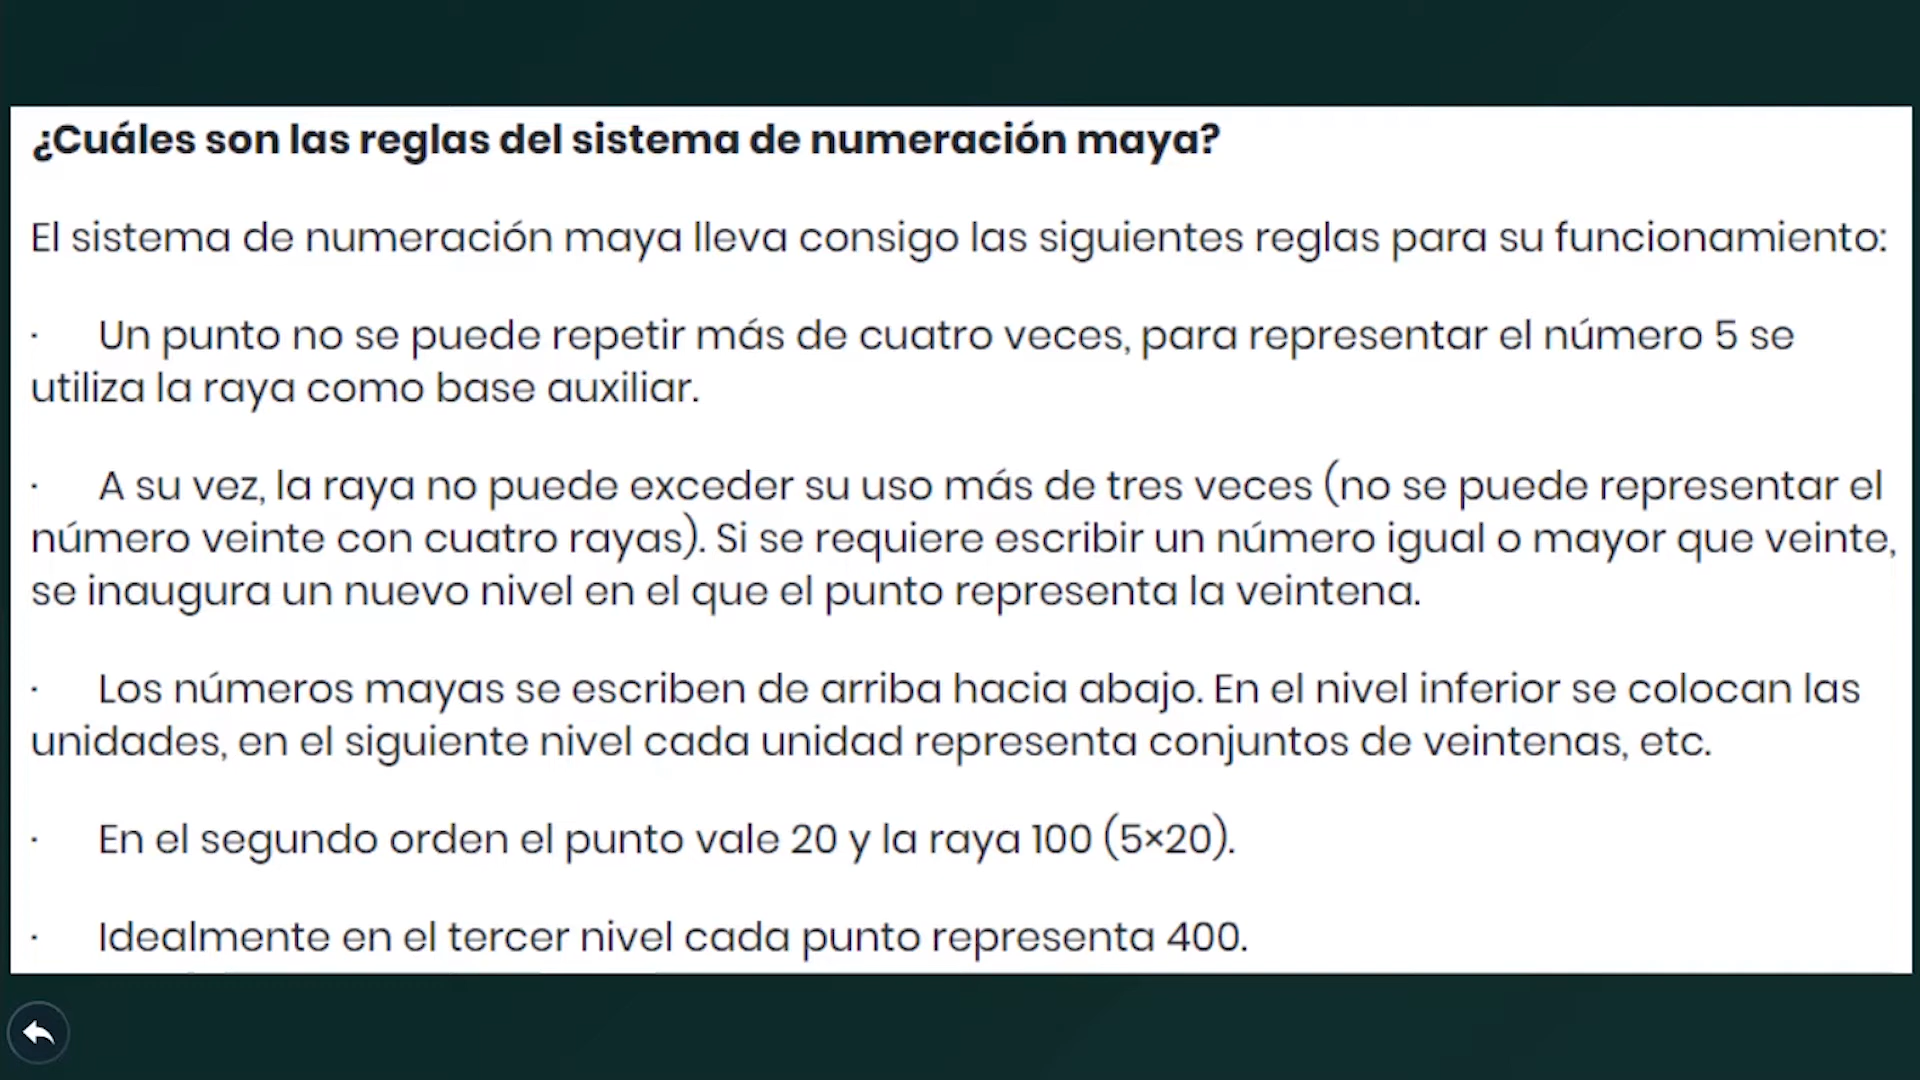 ¿Cuáles son las reglas del sistema de numeración maya?
El sistema de numeración maya lleva consigo las siguientes reglas para su funcionamiento:
· Un punto no se puede repetir más de cuatro veces, para representar el número 5 se
utiliza la raya como base auxiliar.
· A su vez, la raya no puede exceder su uso más de tres veces (no se puede representar el
número veinte con cuatro rayas). Si se requiere escribir un número igual o mayor que veinte,
se inaugura un nuevo nivel en el que el punto representa la veintena.
· Los números mayas se escriben de arriba hacia abajo. En el nivel inferior se colocan las
unidades, en el siguiente nivel cada unidad representa conjuntos de veintenas, etc.
· En el segundo orden el punto vale 20 y la raya 100 (5×20).
· Idealmente en el tercer nivel cada punto representa 400.